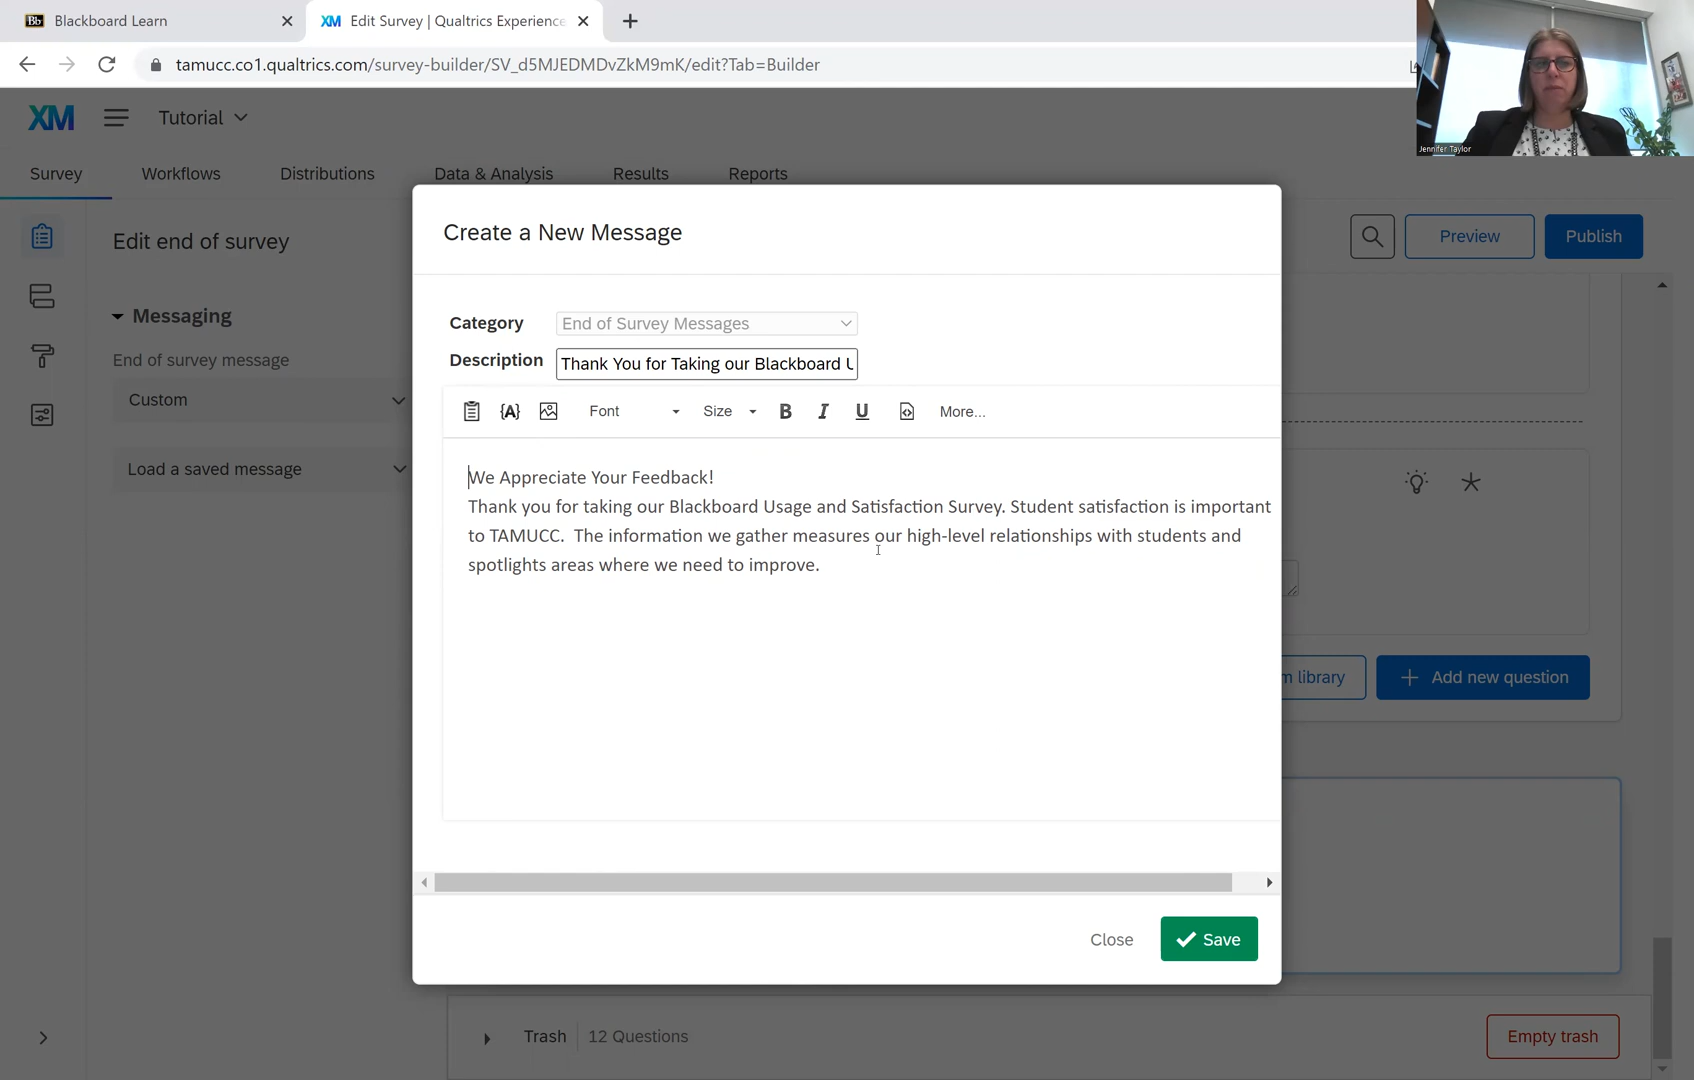 Bb Blackboard Learn
XM Edit Survey | Qualtrics Experience
tamucc.co1.qualtrics.com/survey-builder/SV_d5MJEDMDvZkM9mK/edit?Tab=Builder
Jennifer Taylor
XM Tutorial
Survey Workflows Distributions Data & Analysis Results Reports
Edit end of survey
Preview Publish
Messaging
End of survey message
Custom
Load a saved message
Create a New Message
Category End of Survey Messages
Description Thank You for Taking our Blackboard U
{A} Font Size B I U More...
We Appreciate Your Feedback!
Thank you for taking our Blackboard Usage and Satisfaction Survey. Student satisfaction is important
to TAMUCC.  The information we gather measures our high-level relationships with students and
spotlights areas where we need to improve.
m library
Add new question
Close Save
Trash 12 Questions
Empty trash